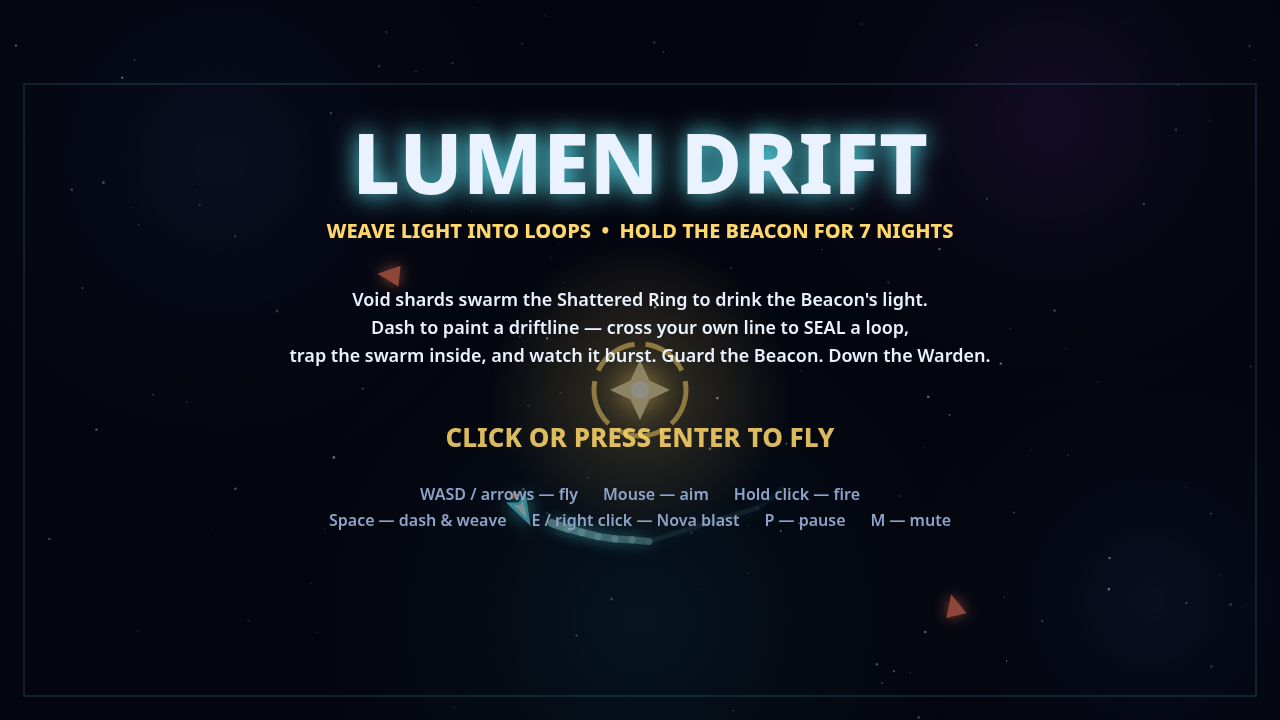 LUMEN DRIFT
WEAVE LIGHT INTO LOOPS • HOLD THE BEACON FOR 7 NIGHTS
Void shards swarm the Shattered Ring to drink the Beacon's light.
Dash to paint a driftline — cross your own line to SEAL a loop,
trap the swarm inside, and watch it burst. Guard the Beacon. Down the Warden.
CLICK OR PRESS ENTER TO FLY
WASD / arrows — fly Mouse — aim Hold click — fire
Space — dash & weave E / right click — Nova blast P — pause M — mute